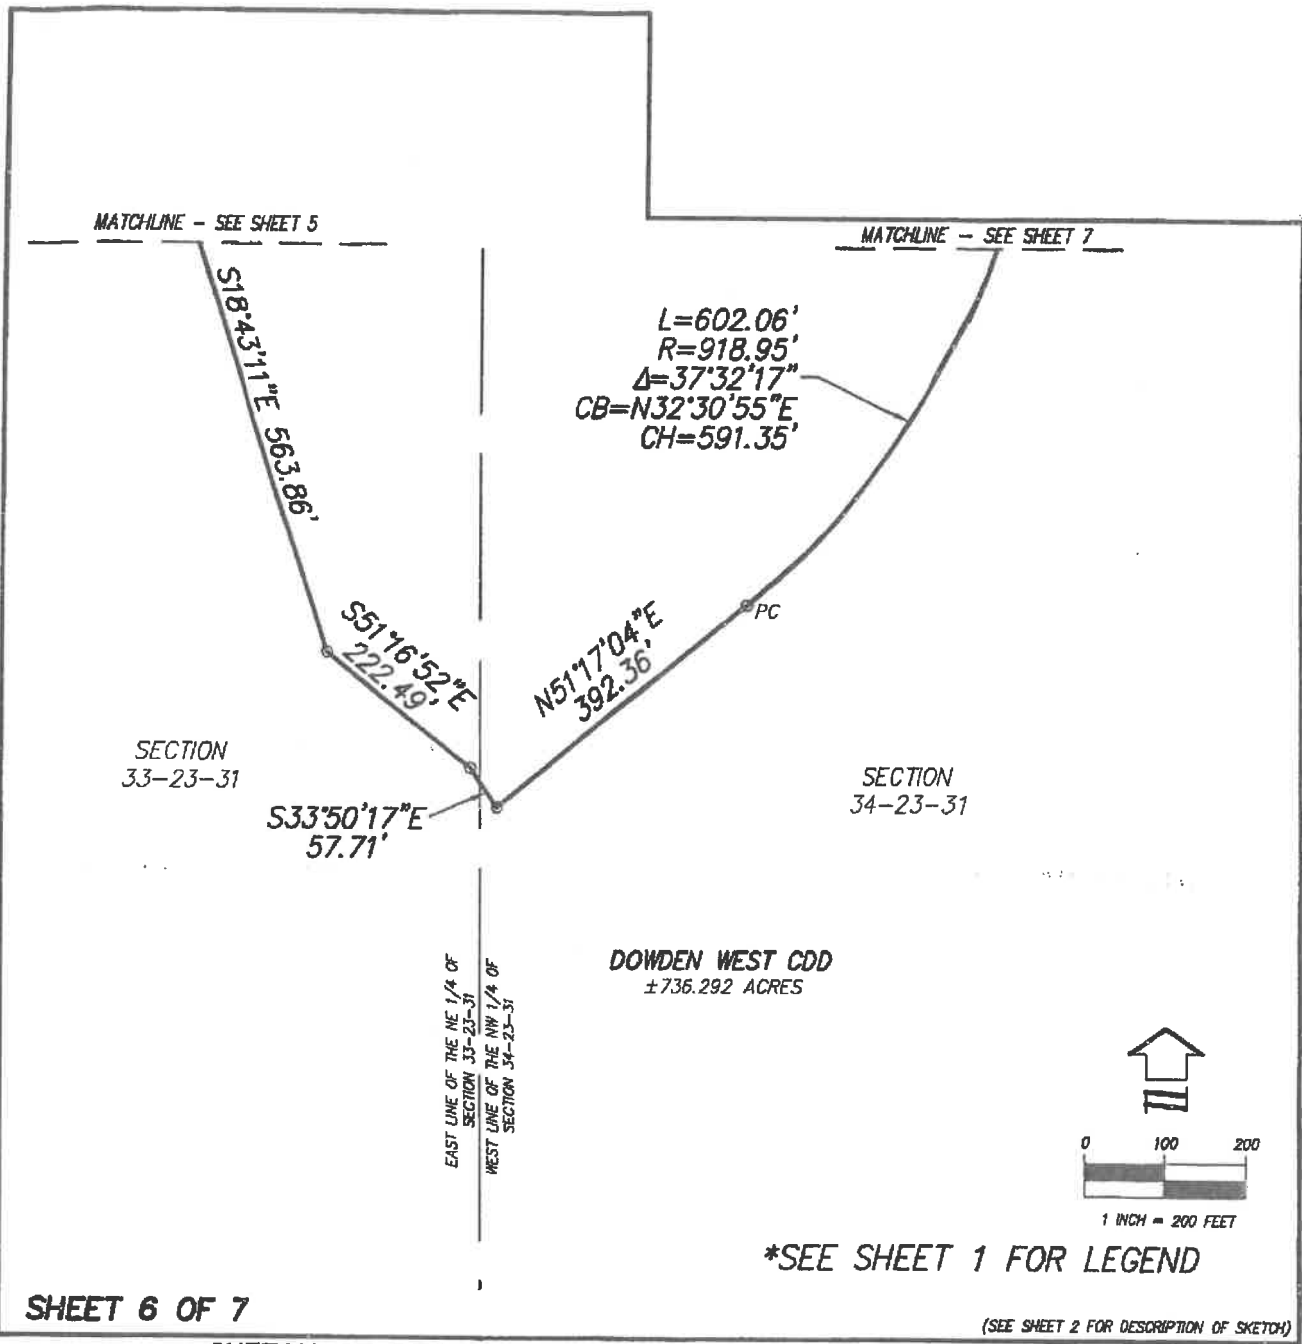 MATCHLINE - SEE SHEET 5
MATCHLINE - SEE SHEET 7
S18°43'11"E 563.86'
L=602.06'
R=918.95'
Δ=37°32'17"
CB=N32°30'55"E
CH=591.35'
S51°16'52"E
222.49'
N51°17'04"E
392.36'
PC
SECTION
33-23-31
SECTION
34-23-31
S33°50'17"E
57.71'
DOWDEN WEST CDD
±736.292 ACRES
EAST LINE OF THE NE 1/4 OF
SECTION 33-23-31
WEST LINE OF THE NW 1/4 OF
SECTION 34-23-31
0 100 200
1 INCH = 200 FEET
*SEE SHEET 1 FOR LEGEND
SHEET 6 OF 7
(SEE SHEET 2 FOR DESCRIPTION OF SKETCH)